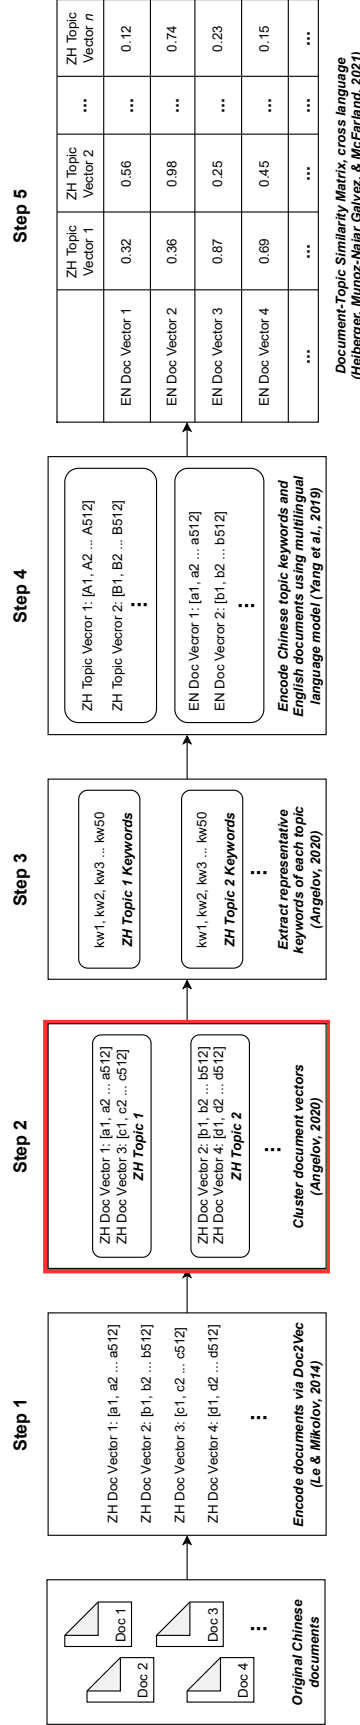 Doc 1
Doc 2
Doc 3
Doc 4
...
Original Chinese
documents
Step 1
ZH Doc Vector 1: [a1, a2 ... a512]
ZH Doc Vector 2: [b1, b2 ... b512]
ZH Doc Vector 3: [c1, c2 ... c512]
ZH Doc Vector 4: [d1, d2 ... d512]
...
Encode documents via Doc2Vec
(Le & Mikolov, 2014)
Step 2
ZH Doc Vector 1: [a1, a2 ... a512]
ZH Doc Vector 3: [c1, c2 ... c512]
ZH Topic 1
ZH Doc Vector 2: [b1, b2 ... b512]
ZH Doc Vector 4: [d1, d2 ... d512]
ZH Topic 2
...
Cluster document vectors
(Angelov, 2020)
Step 3
kw1, kw2, kw3 ... kw50
ZH Topic 1 Keywords
kw1, kw2, kw3 ... kw50
ZH Topic 2 Keywords
...
Extract representative
keywords of each topic
(Angelov, 2020)
Step 4
ZH Topic Vecror 1: [A1, A2 ... A512]
ZH Topic Vecror 2: [B1, B2 ... B512]
...
EN Doc Vecror 1: [a1, a2 ... a512]
EN Doc Vecror 2: [b1, b2 ... b512]
...
Encode Chinese topic keywords and
English documents using multilingual
language model (Yang et al., 2019)
Step 5
ZH Topic Vector 1 ZH Topic Vector 2 ... ZH Topic Vector n
EN Doc Vector 1 0.32 0.56 ... 0.12
EN Doc Vector 2 0.36 0.98 ... 0.74
EN Doc Vector 3 0.87 0.25 ... 0.23
EN Doc Vector 4 0.69 0.45 ... 0.15
... ... ... ... ...
Document-Topic Similarity Matrix, cross language
(Heiberger, Munoz-Najar Galvez, & McFarland, 2021)